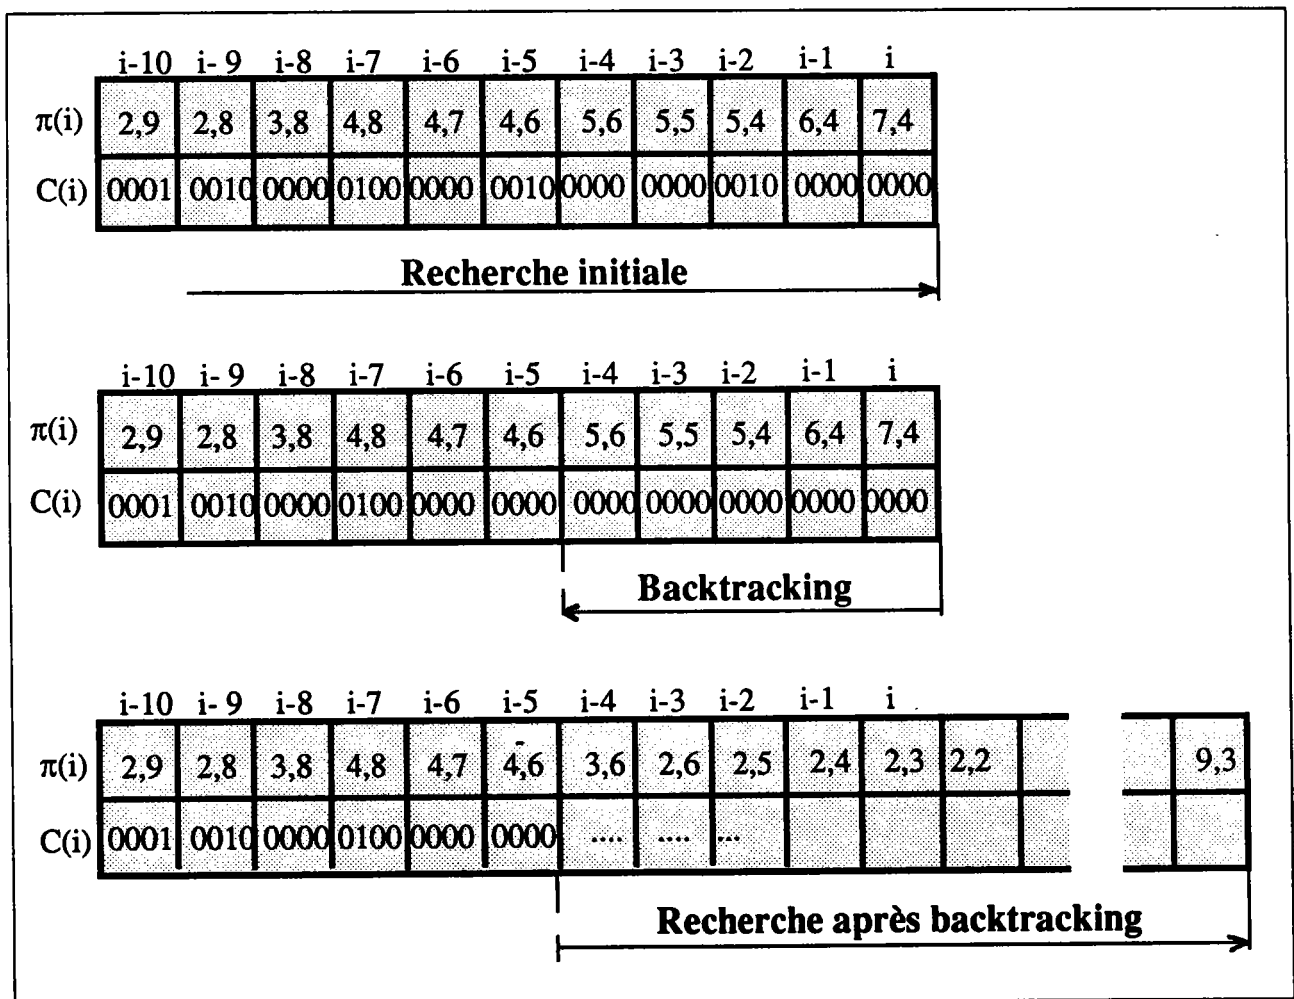 i-10 i- 9 i-8 i-7 i-6 i-5 i-4 i-3 i-2 i-1 i
π(i) 2,9 2,8 3,8 4,8 4,7 4,6 5,6 5,5 5,4 6,4 7,4
C(i) 0001 0010 0000 0100 0000 0010 0000 0000 0010 0000 0000
Recherche initiale
i-10 i- 9 i-8 i-7 i-6 i-5 i-4 i-3 i-2 i-1 i
π(i) 2,9 2,8 3,8 4,8 4,7 4,6 5,6 5,5 5,4 6,4 7,4
C(i) 0001 0010 0000 0100 0000 0000 0000 0000 0000 0000 0000
Backtracking
i-10 i- 9 i-8 i-7 i-6 i-5 i-4 i-3 i-2 i-1 i
π(i) 2,9 2,8 3,8 4,8 4,7 4,6 3,6 2,6 2,5 2,4 2,3 2,2 9,3
C(i) 0001 0010 0000 0100 0000 0000 .... .... ...
Recherche après backtracking